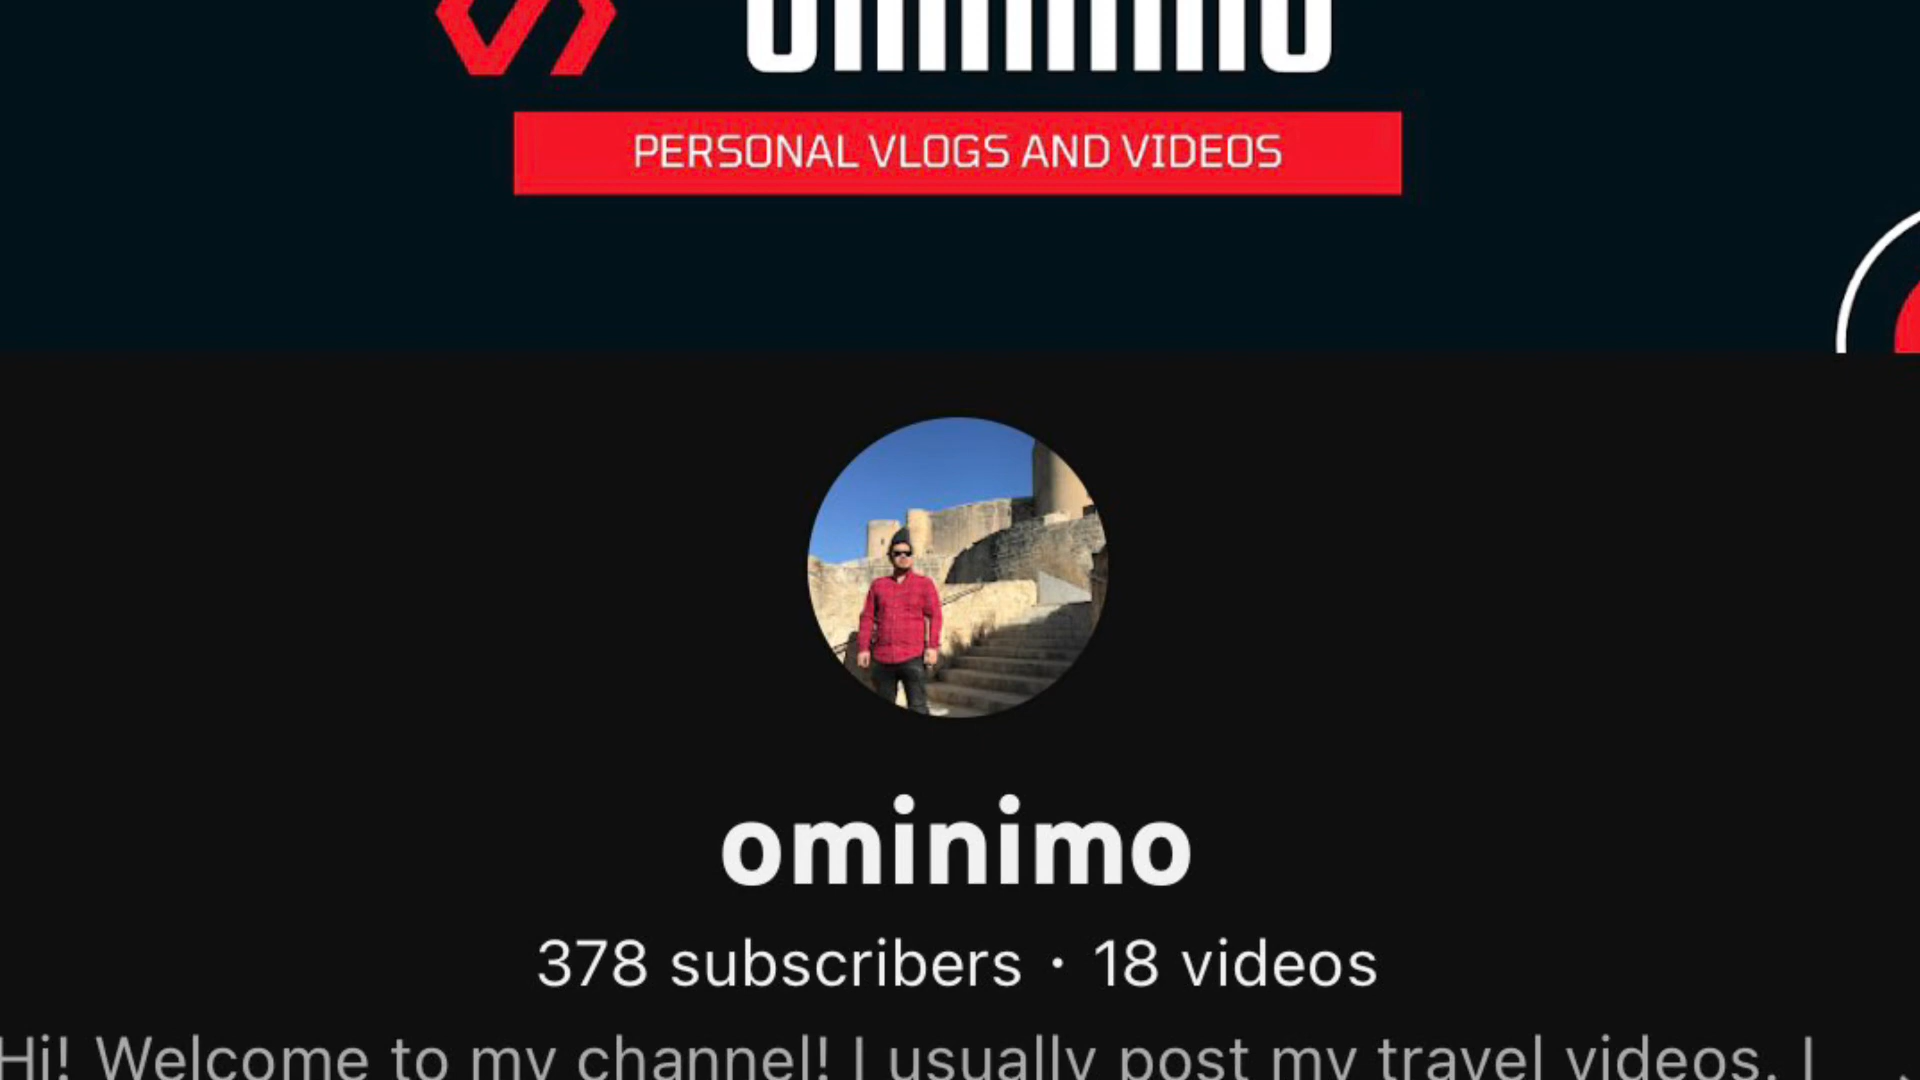 ominimo
PERSONAL VLOGS AND VIDEOS
ominimo
378 subscribers · 18 videos
Hi! Welcome to my channel! I usually post my travel videos. I